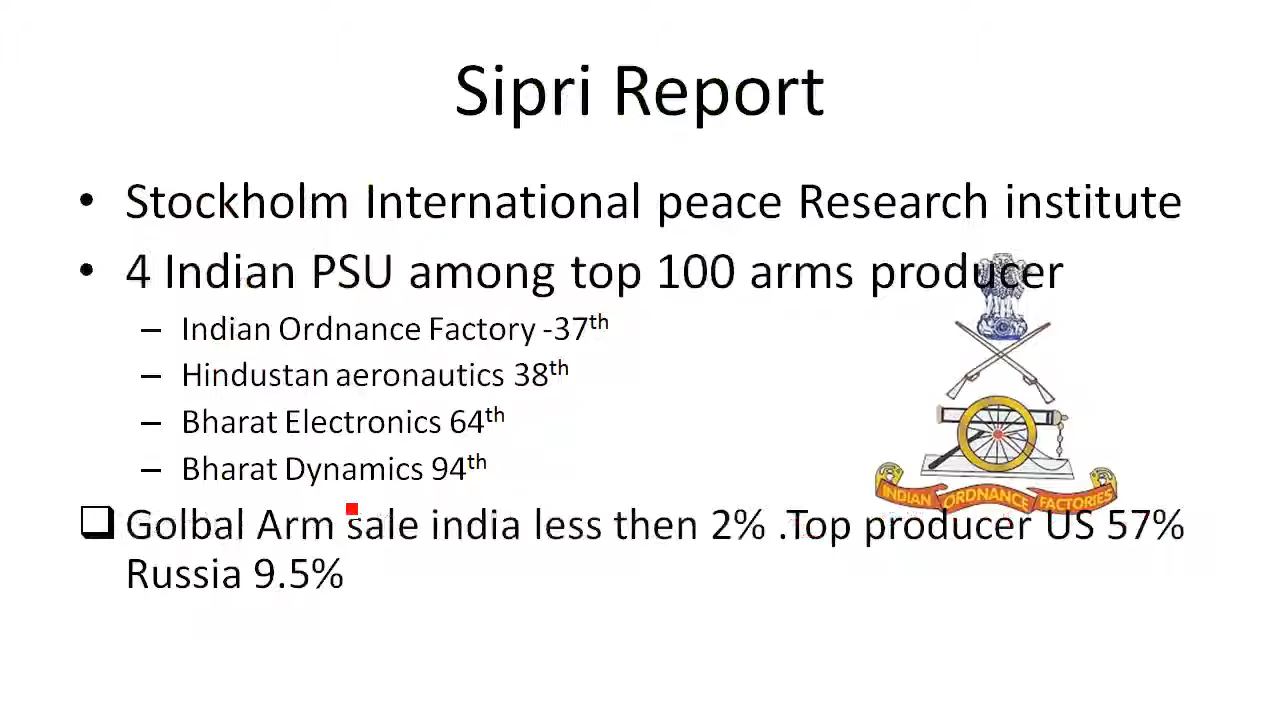 Sipri Report
• Stockholm International peace Research institute
• 4 Indian PSU among top 100 arms producer
– Indian Ordnance Factory -37th
– Hindustan aeronautics 38th
– Bharat Electronics 64th
– Bharat Dynamics 94th
❑ Golbal Arm sale india less then 2% .Top producer US 57%
Russia 9.5%
INDIAN ORDNANCE FACTORIES